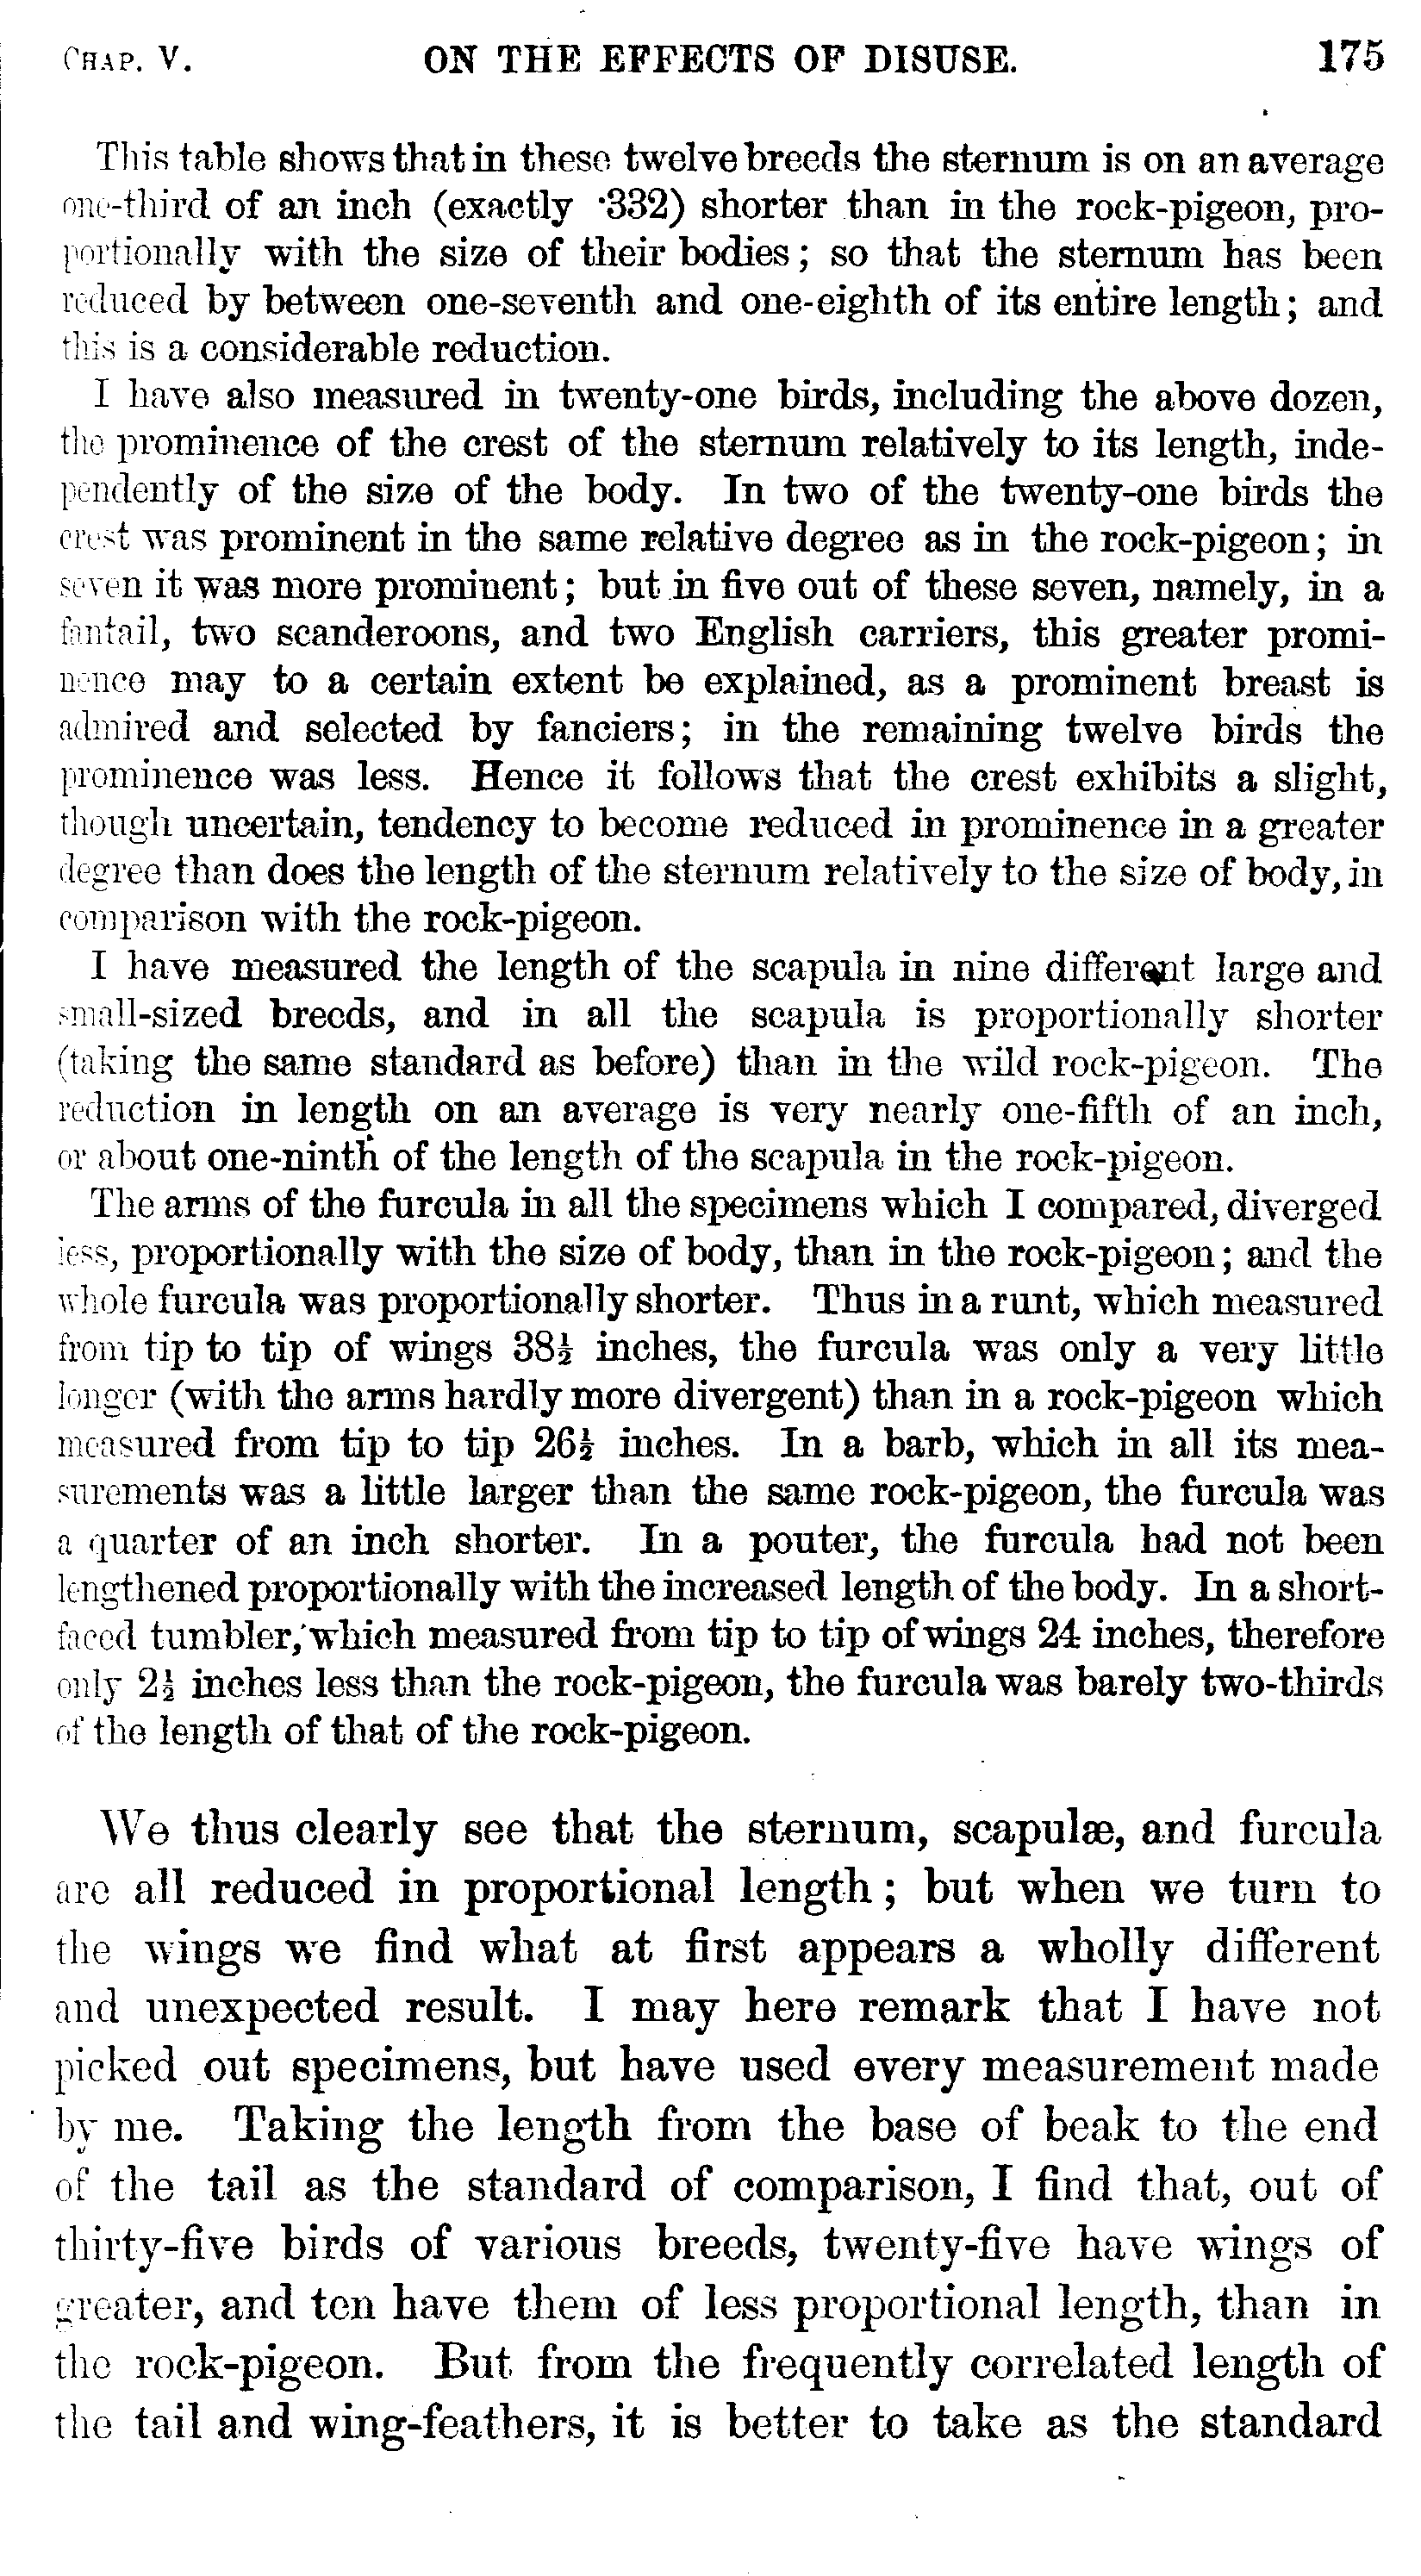 CHAP. V. ON THE EFFECTS OF DISUSE. 175
This table shows that in these twelve breeds the sternum is on an average
one-third of an inch (exactly ·332) shorter than in the rock-pigeon, pro-
portionally with the size of their bodies; so that the sternum has been
reduced by between one-seventh and one-eighth of its entire length; and
this is a considerable reduction.
I have also measured in twenty-one birds, including the above dozen,
the prominence of the crest of the sternum relatively to its length, inde-
pendently of the size of the body. In two of the twenty-one birds the
crest was prominent in the same relative degree as in the rock-pigeon; in
seven it was more prominent; but in five out of these seven, namely, in a
fantail, two scanderoons, and two English carriers, this greater promi-
nence may to a certain extent be explained, as a prominent breast is
admired and selected by fanciers; in the remaining twelve birds the
prominence was less. Hence it follows that the crest exhibits a slight,
though uncertain, tendency to become reduced in prominence in a greater
degree than does the length of the sternum relatively to the size of body, in
comparison with the rock-pigeon.
I have measured the length of the scapula in nine different large and
small-sized breeds, and in all the scapula is proportionally shorter
(taking the same standard as before) than in the wild rock-pigeon. The
reduction in length on an average is very nearly one-fifth of an inch,
or about one-ninth of the length of the scapula in the rock-pigeon.
The arms of the furcula in all the specimens which I compared, diverged
less, proportionally with the size of body, than in the rock-pigeon; and the
whole furcula was proportionally shorter. Thus in a runt, which measured
from tip to tip of wings 38½ inches, the furcula was only a very little
longer (with the arms hardly more divergent) than in a rock-pigeon which
measured from tip to tip 26½ inches. In a barb, which in all its mea-
surements was a little larger than the same rock-pigeon, the furcula was
a quarter of an inch shorter. In a pouter, the furcula had not been
lengthened proportionally with the increased length of the body. In a short-
faced tumbler, which measured from tip to tip of wings 24 inches, therefore
only 2½ inches less than the rock-pigeon, the furcula was barely two-thirds
of the length of that of the rock-pigeon.
We thus clearly see that the sternum, scapulæ, and furcula
are all reduced in proportional length; but when we turn to
the wings we find what at first appears a wholly different
and unexpected result. I may here remark that I have not
picked out specimens, but have used every measurement made
by me. Taking the length from the base of beak to the end
of the tail as the standard of comparison, I find that, out of
thirty-five birds of various breeds, twenty-five have wings of
greater, and ten have them of less proportional length, than in
the rock-pigeon. But from the frequently correlated length of
the tail and wing-feathers, it is better to take as the standard